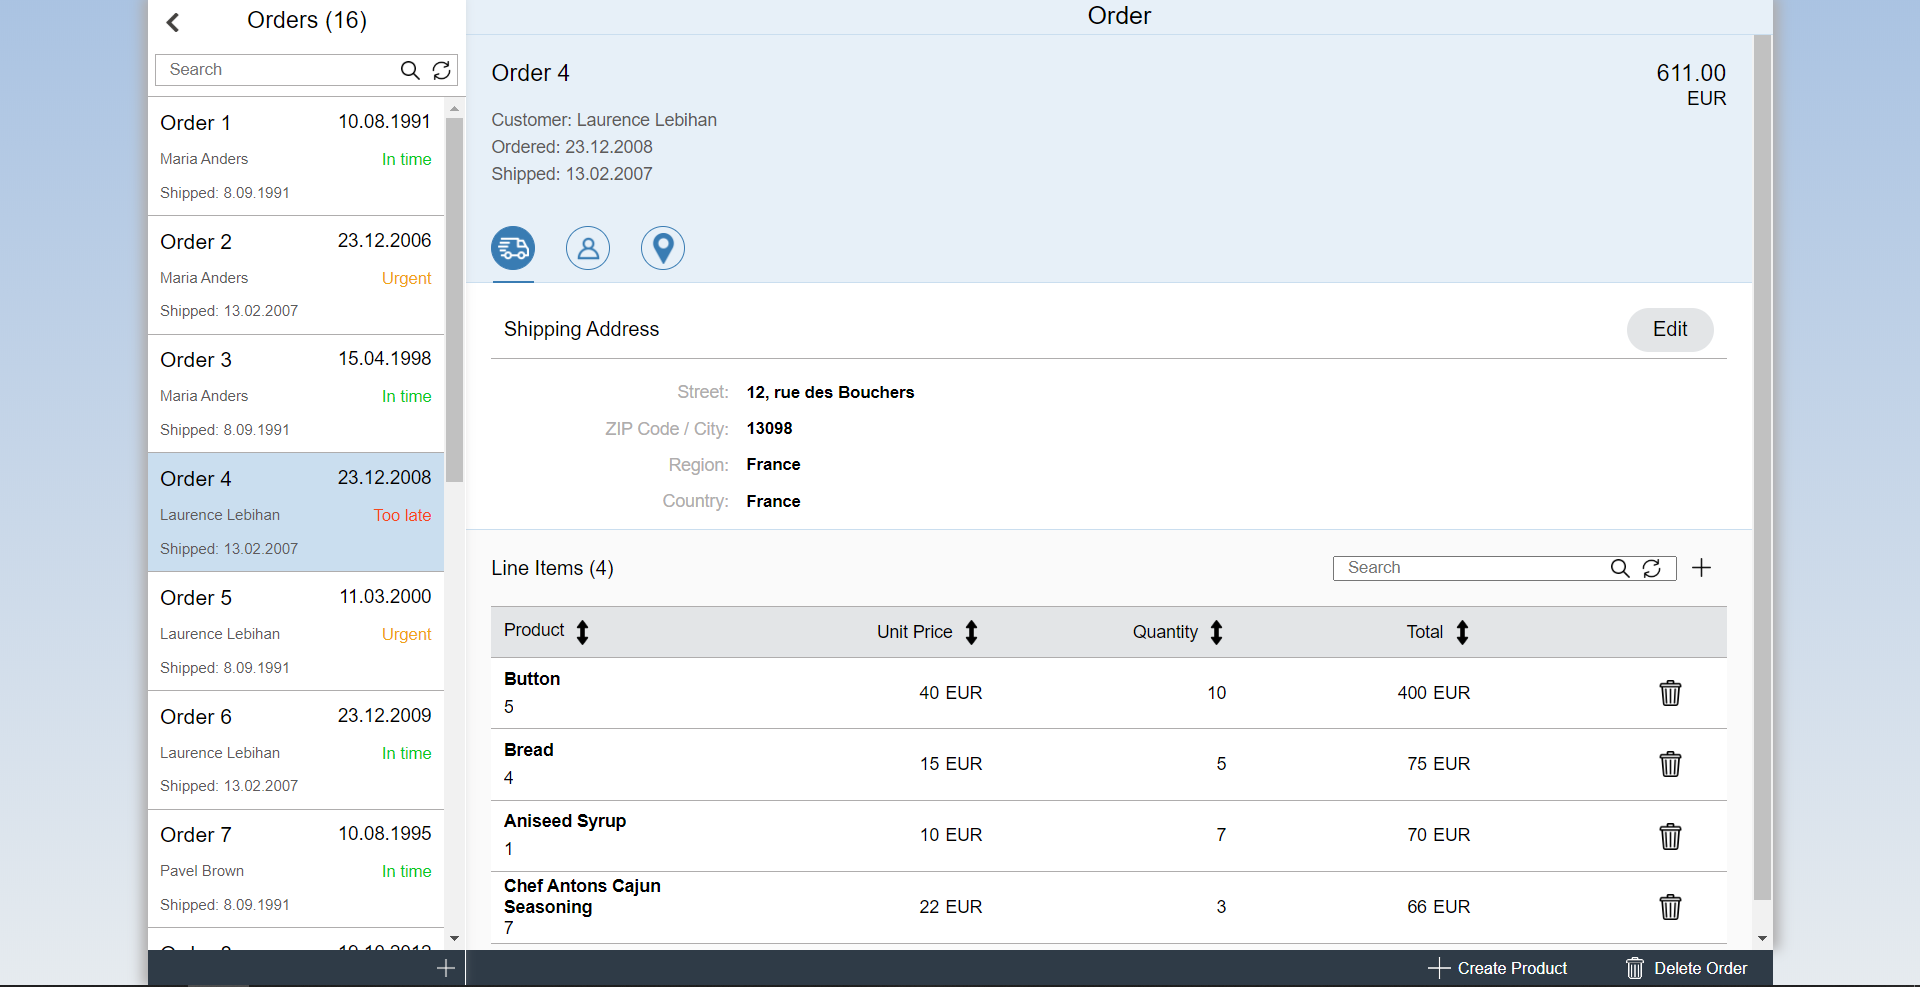 Orders (16)
Search
Order 1 10.08.1991
Maria Anders In time
Shipped: 8.09.1991
Order 2 23.12.2006
Maria Anders Urgent
Shipped: 13.02.2007
Order 3 15.04.1998
Maria Anders In time
Shipped: 8.09.1991
Order 4 23.12.2008
Laurence Lebihan Too late
Shipped: 13.02.2007
Order 5 11.03.2000
Laurence Lebihan Urgent
Shipped: 8.09.1991
Order 6 23.12.2009
Laurence Lebihan In time
Shipped: 13.02.2007
Order 7 10.08.1995
Pavel Brown In time
Shipped: 8.09.1991
Order
Order 4 611.00
EUR
Customer: Laurence Lebihan
Ordered: 23.12.2008
Shipped: 13.02.2007
Shipping Address Edit
Street: 12, rue des Bouchers
ZIP Code / City: 13098
Region: France
Country: France
Line Items (4) Search
Product Unit Price Quantity Total
Button
5 40 EUR 10 400 EUR
Bread
4 15 EUR 5 75 EUR
Aniseed Syrup
1 10 EUR 7 70 EUR
Chef Antons Cajun
Seasoning
7 22 EUR 3 66 EUR
Create Product Delete Order